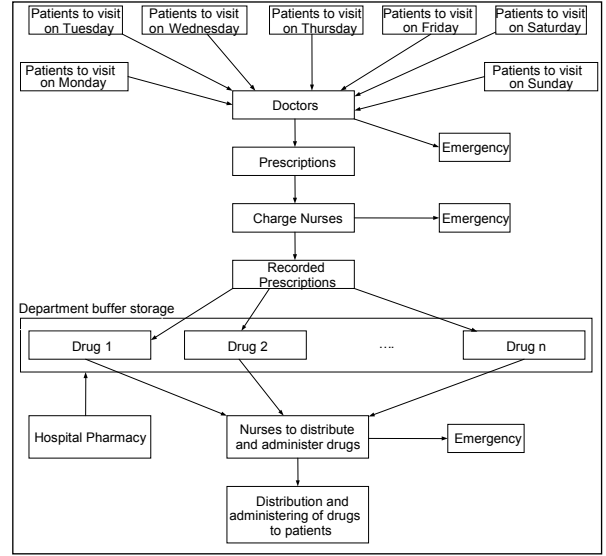 Patients to visit
on Tuesday
Patients to visit
on Wednesday
Patients to visit
on Thursday
Patients to visit
on Friday
Patients to visit
on Saturday
Patients to visit
on Monday
Patients to visit
on Sunday
Doctors
Emergency
Prescriptions
Charge Nurses
Emergency
Recorded
Prescriptions
Department buffer storage
Drug 1
Drug 2
....
Drug n
Hospital Pharmacy
Nurses to distribute
and administer drugs
Emergency
Distribution and
administering of drugs
to patients